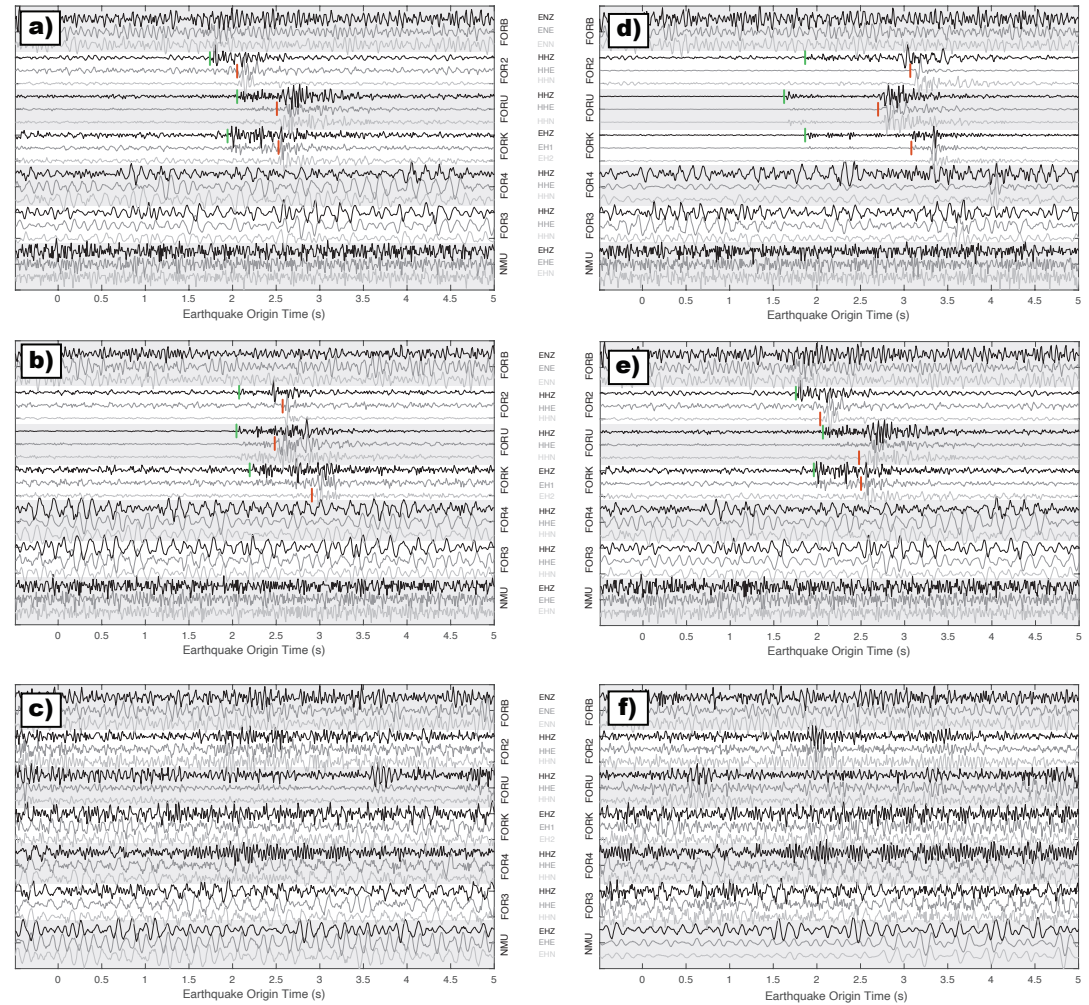 a)
ENZ
ENE
ENN
FORB
HHZ
HHE
HHN
FOR2
HHZ
HHE
HHN
FORU
EHZ
EH1
EH2
FORK
HHZ
HHE
HHN
FOR4
HHZ
HHE
HHN
FOR3
EHZ
EHE
EHN
NMU
0 0.5 1 1.5 2 2.5 3 3.5 4 4.5 5
Earthquake Origin Time (s)
d)
FORB
FOR2
FORU
FORK
FOR4
FOR3
NMU
0 0.5 1 1.5 2 2.5 3 3.5 4 4.5 5
Earthquake Origin Time (s)
b)
ENZ
ENE
ENN
FORB
HHZ
HHE
HHN
FOR2
HHZ
HHE
HHN
FORU
EHZ
EH1
EH2
FORK
HHZ
HHE
HHN
FOR4
HHZ
HHE
HHN
FOR3
EHZ
EHE
EHN
NMU
0 0.5 1 1.5 2 2.5 3 3.5 4 4.5 5
Earthquake Origin Time (s)
e)
FORB
FOR2
FORU
FORK
FOR4
FOR3
NMU
0 0.5 1 1.5 2 2.5 3 3.5 4 4.5 5
Earthquake Origin Time (s)
c)
ENZ
ENE
ENN
FORB
HHZ
HHE
HHN
FOR2
HHZ
HHE
HHN
FORU
EHZ
EH1
EH2
FORK
HHZ
HHE
HHN
FOR4
HHZ
HHE
HHN
FOR3
EHZ
EHE
EHN
NMU
0 0.5 1 1.5 2 2.5 3 3.5 4 4.5 5
Earthquake Origin Time (s)
f)
FORB
FOR2
FORU
FORK
FOR4
FOR3
NMU
0 0.5 1 1.5 2 2.5 3 3.5 4 4.5 5
Earthquake Origin Time (s)